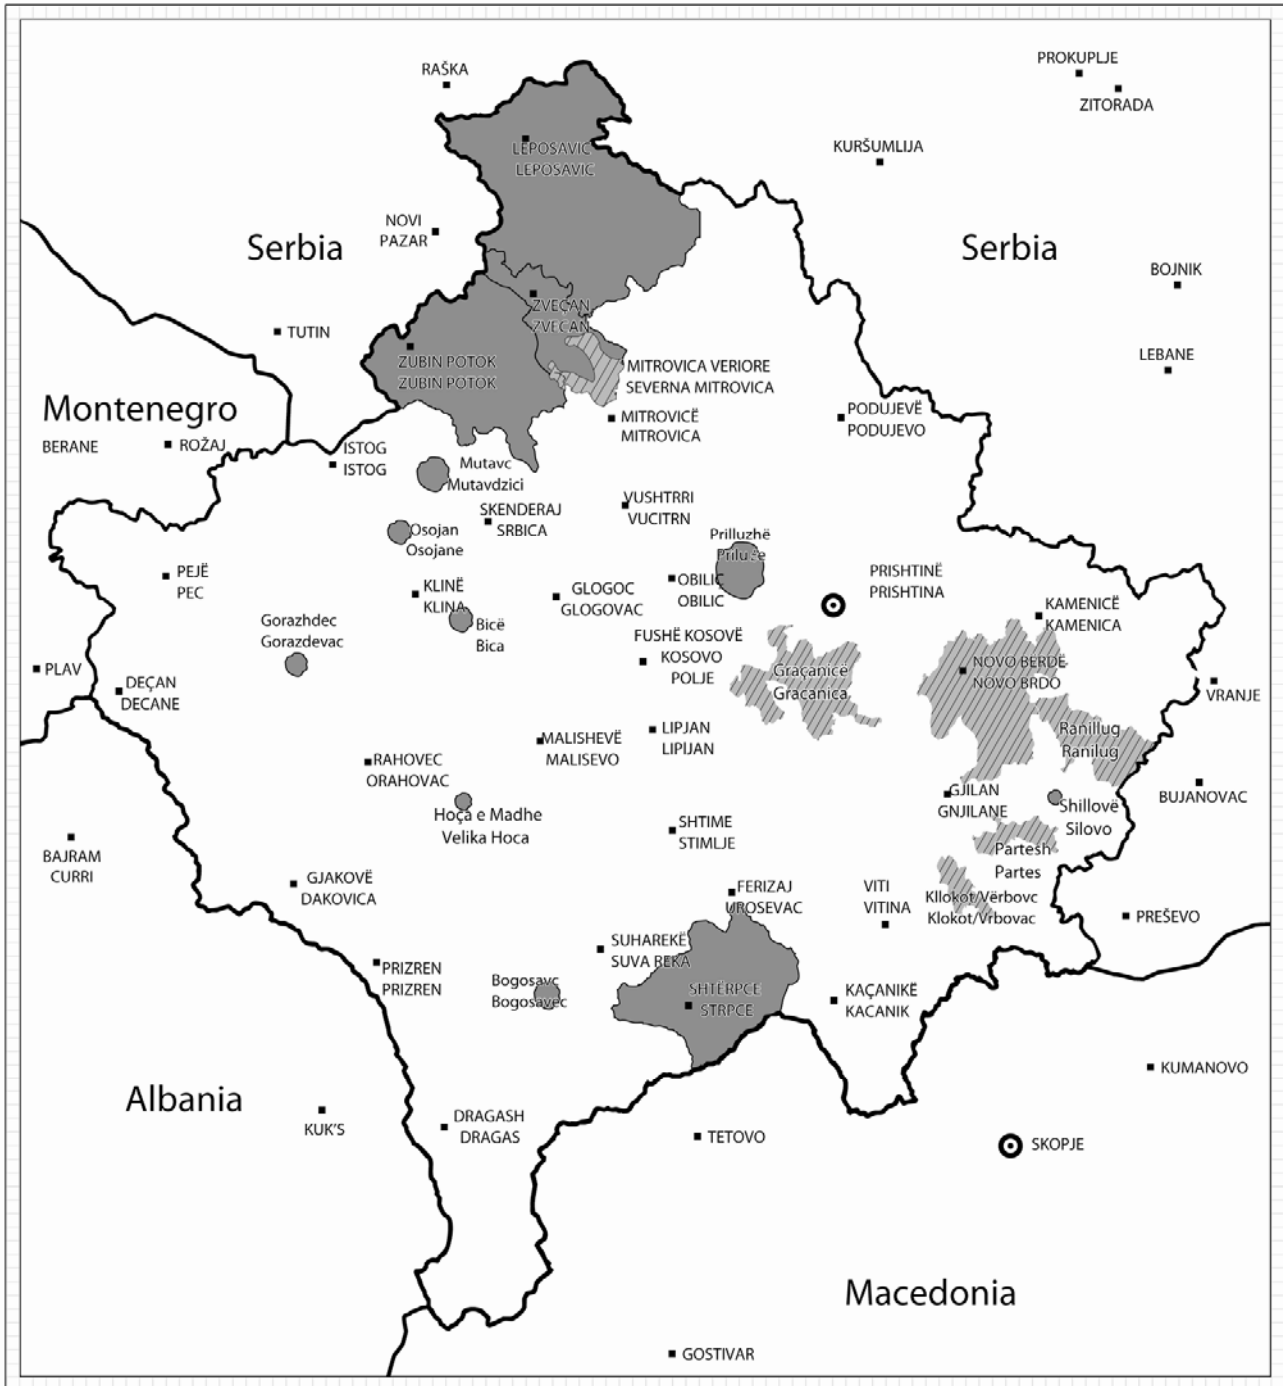 PROKUPLJE
RAŠKA
ZITORADA
KURŠUMLIJA
LEPOSAVIC
LEPOSAVIC
NOVI
PAZAR
Serbia
Serbia
BOJNIK
ZVEÇAN
ZVECAN
TUTIN
LEBANE
ZUBIN POTOK
ZUBIN POTOK
MITROVICA VERIORE
SEVERNA MITROVICA
Montenegro
BERANE
ROŽAJ
MITROVICË
MITROVICA
PODUJEVË
PODUJEVO
ISTOG
ISTOG
Mutavc
Mutavdzici
SKENDERAJ
SRBICA
VUSHTRRI
VUCITRN
Osojan
Osojane
Prilluzhë
Priluze
PEJË
PEC
KLINË
KLINA
GLOGOC
GLOGOVAC
OBILIC
OBILIC
PRISHTINË
PRISHTINA
KAMENICË
KAMENICA
Gorazhdec
Gorazdevac
Bicë
Bica
FUSHË KOSOVË
KOSOVO
POLJE
PLAV
DEÇAN
DECANE
Graçanicë
Gracanica
NOVO BERDË
NOVO BRDO
VRANJE
MALISHEVË
MALISEVO
LIPJAN
LIPIJAN
Ranillug
Ranilug
RAHOVEC
ORAHOVAC
GJILAN
GNJILANE
BUJANOVAC
Hoça e Madhe
Velika Hoca
SHTIME
STIMLJE
Shillovë
Silovo
BAJRAM
CURRI
Partesh
Partes
GJAKOVË
DAKOVICA
FERIZAJ
UROSEVAC
VITI
VITINA
Kllokot/Vërbovc
Klokot/Vrbovac
PREŠEVO
SUHAREKË
SUVA REKA
PRIZREN
PRIZREN
Bogosavc
Bogosavec
SHTËRPCE
STRPCE
KAÇANIKË
KACANIK
KUMANOVO
Albania
KUK'S
DRAGASH
DRAGAS
TETOVO
SKOPJE
Macedonia
GOSTIVAR